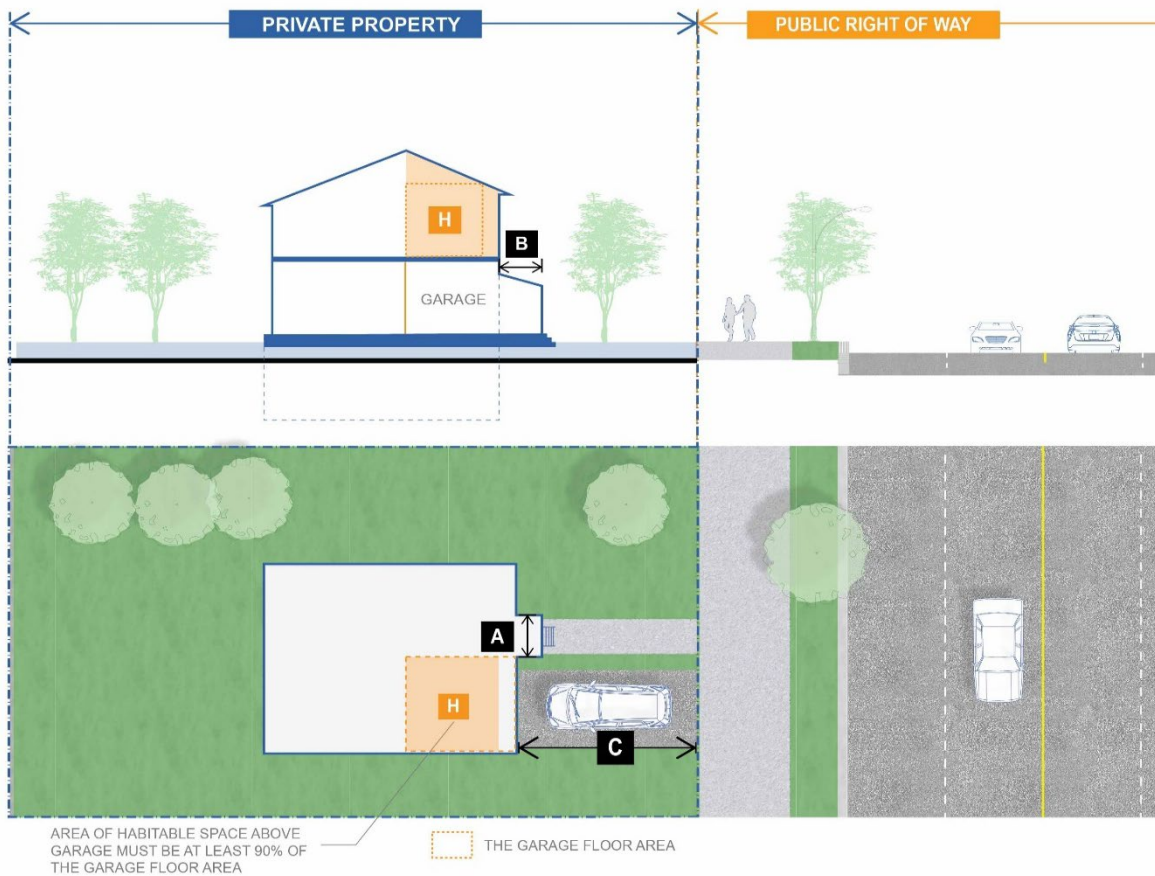 PRIVATE PROPERTY
PUBLIC RIGHT OF WAY
H
B
GARAGE
A
H
C
AREA OF HABITABLE SPACE ABOVE
GARAGE MUST BE AT LEAST 90% OF
THE GARAGE FLOOR AREA
THE GARAGE FLOOR AREA